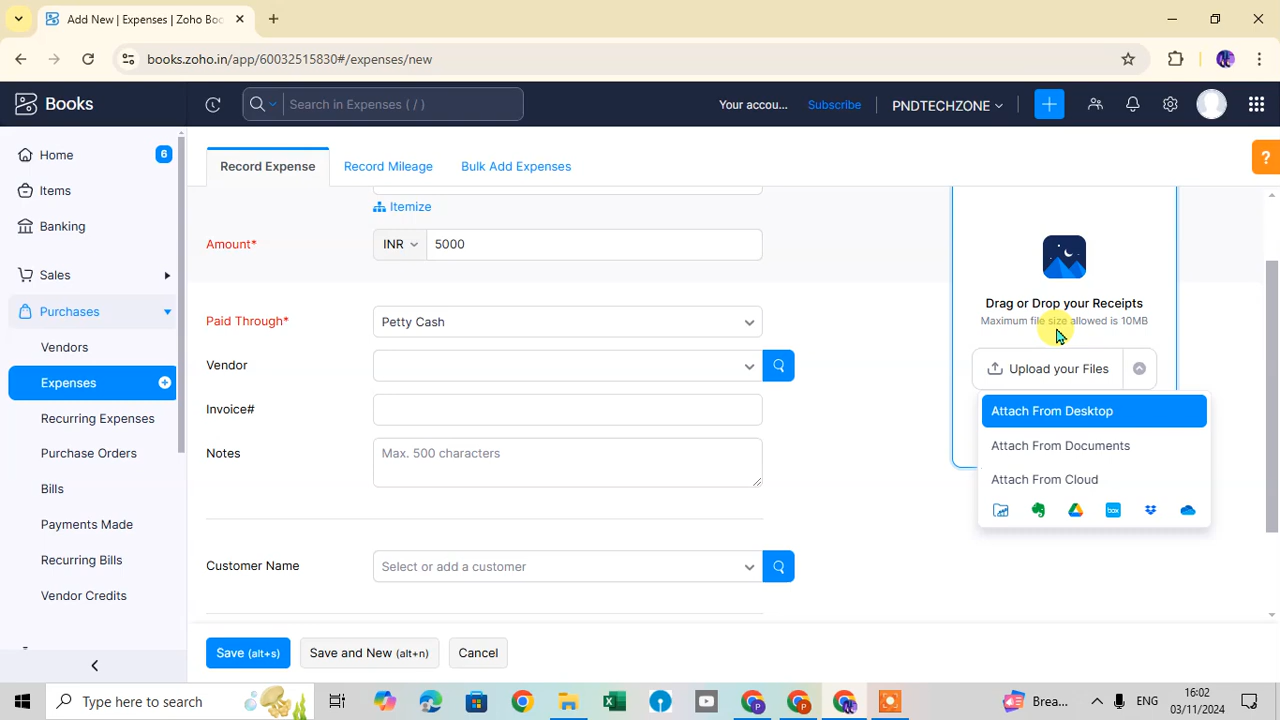 Add New | Expenses | Zoho Boo
books.zoho.in/app/60032515830#/expenses/new
Books
Search in Expenses ( / )
Your accou...
Subscribe
PNDTECHZONE
Home
6
Items
Banking
Sales
Purchases
Vendors
Expenses
Recurring Expenses
Purchase Orders
Bills
Payments Made
Recurring Bills
Vendor Credits
Record Expense
Record Mileage
Bulk Add Expenses
Itemize
Amount*
INR
5000
Paid Through*
Petty Cash
Vendor
Invoice#
Notes
Max. 500 characters
Customer Name
Select or add a customer
Drag or Drop your Receipts
Maximum file size allowed is 10MB
Upload your Files
Attach From Desktop
Attach From Documents
Attach From Cloud
box
?
Save (alt+s)
Save and New (alt+n)
Cancel
Type here to search
Brea...
ENG
16:02
03/11/2024